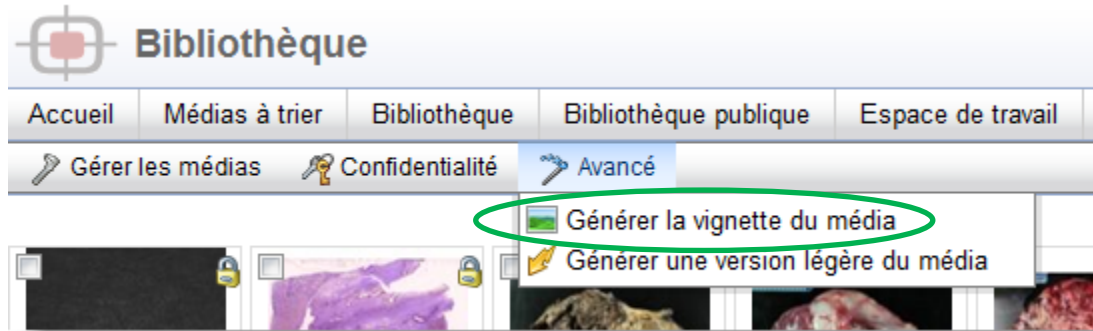 Bibliothèque
Accueil Médias à trier Bibliothèque Bibliothèque publique Espace de travail
Gérer les médias Confidentialité Avancé
Générer la vignette du média
Générer une version légère du média